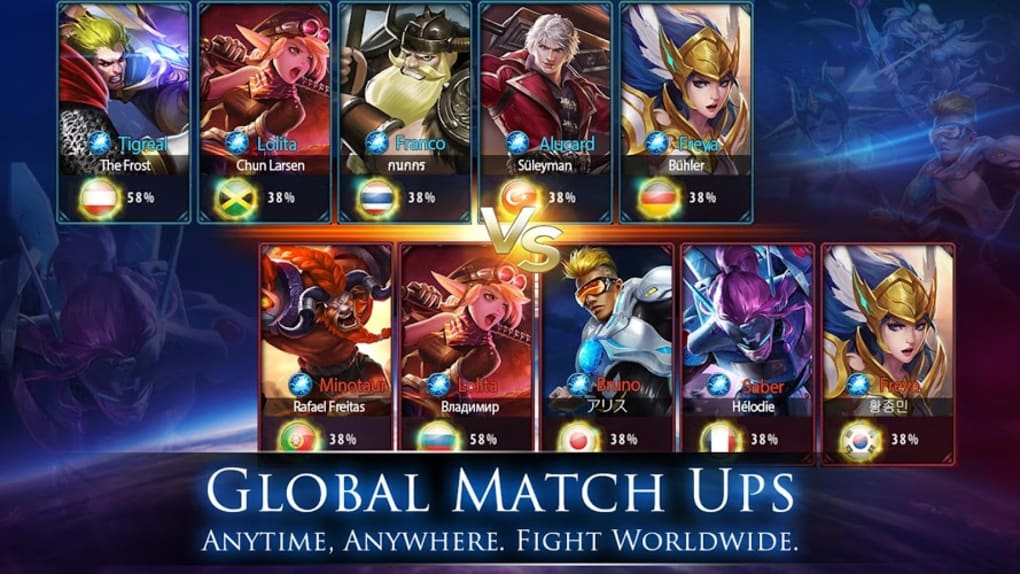 Tigreal
The Frost
58%
Lolita
Chun Larsen
38%
Franco
กนกกร
38%
Alucard
Süleyman
38%
Freya
Bühler
38%
VS
Minotaur
Rafael Freitas
38%
Lolita
Владимир
58%
Bruno
アリス
38%
Saber
Hélodie
38%
Freya
황종민
38%
GLOBAL MATCH UPS
ANYTIME, ANYWHERE. FIGHT WORLDWIDE.